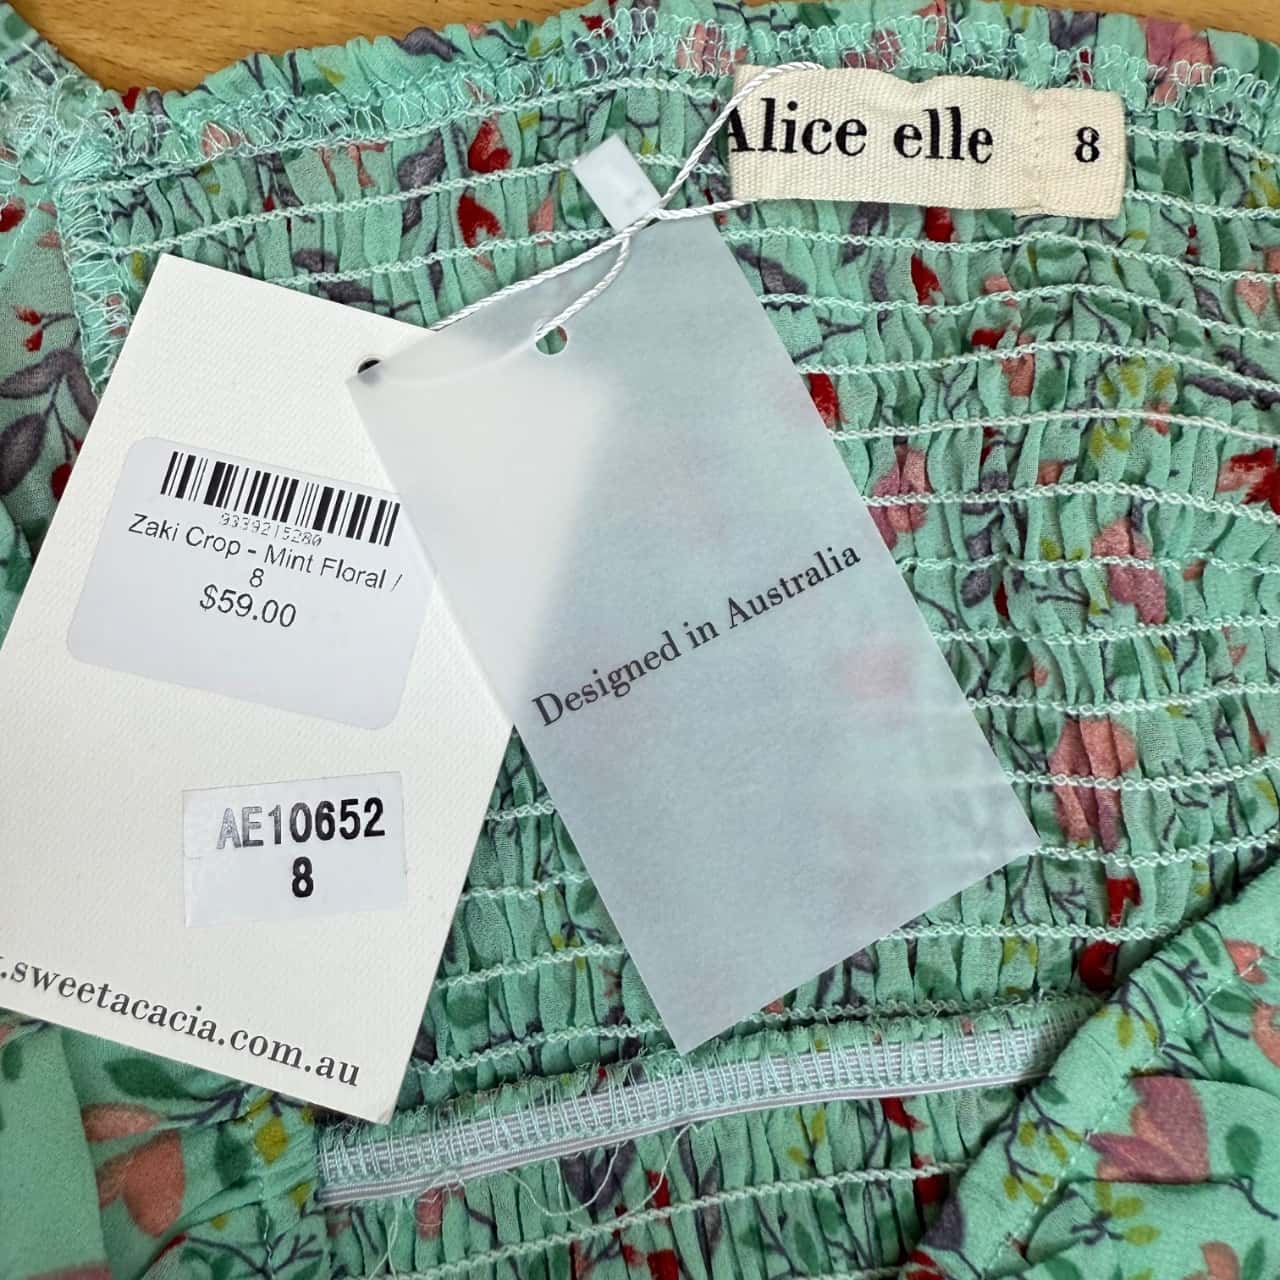 Alice elle 8
9339215280
Zaki Crop - Mint Floral /
8
$59.00
Designed in Australia
AE10652
8
.sweetacacia.com.au